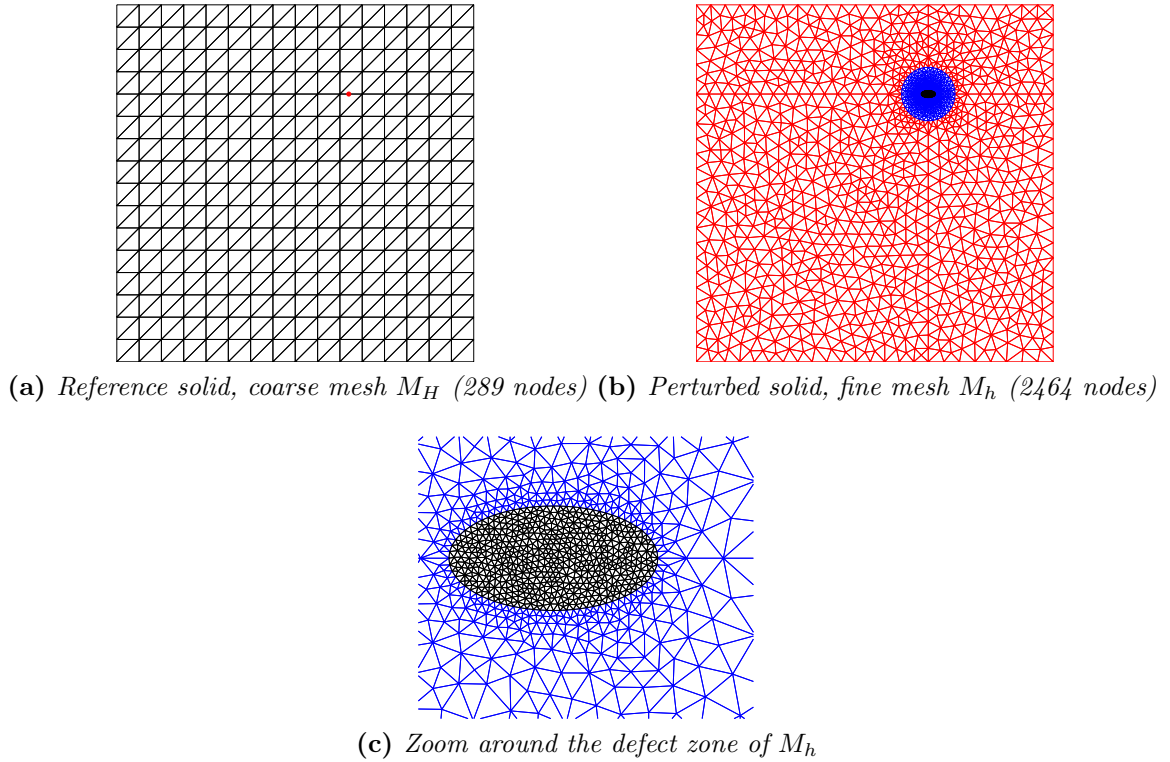 (a) Reference solid, coarse mesh M_H (289 nodes) (b) Perturbed solid, fine mesh M_h (2464 nodes)
(c) Zoom around the defect zone of M_h